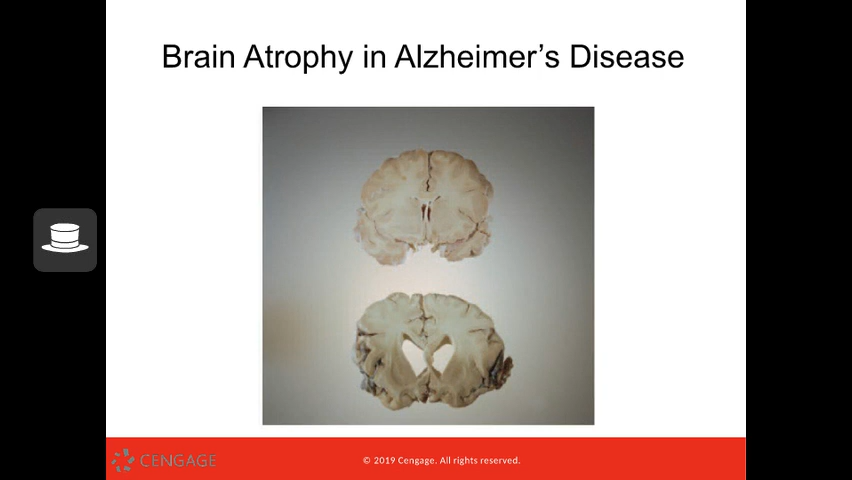 Brain Atrophy in Alzheimer’s Disease
CENGAGE
© 2019 Cengage. All rights reserved.